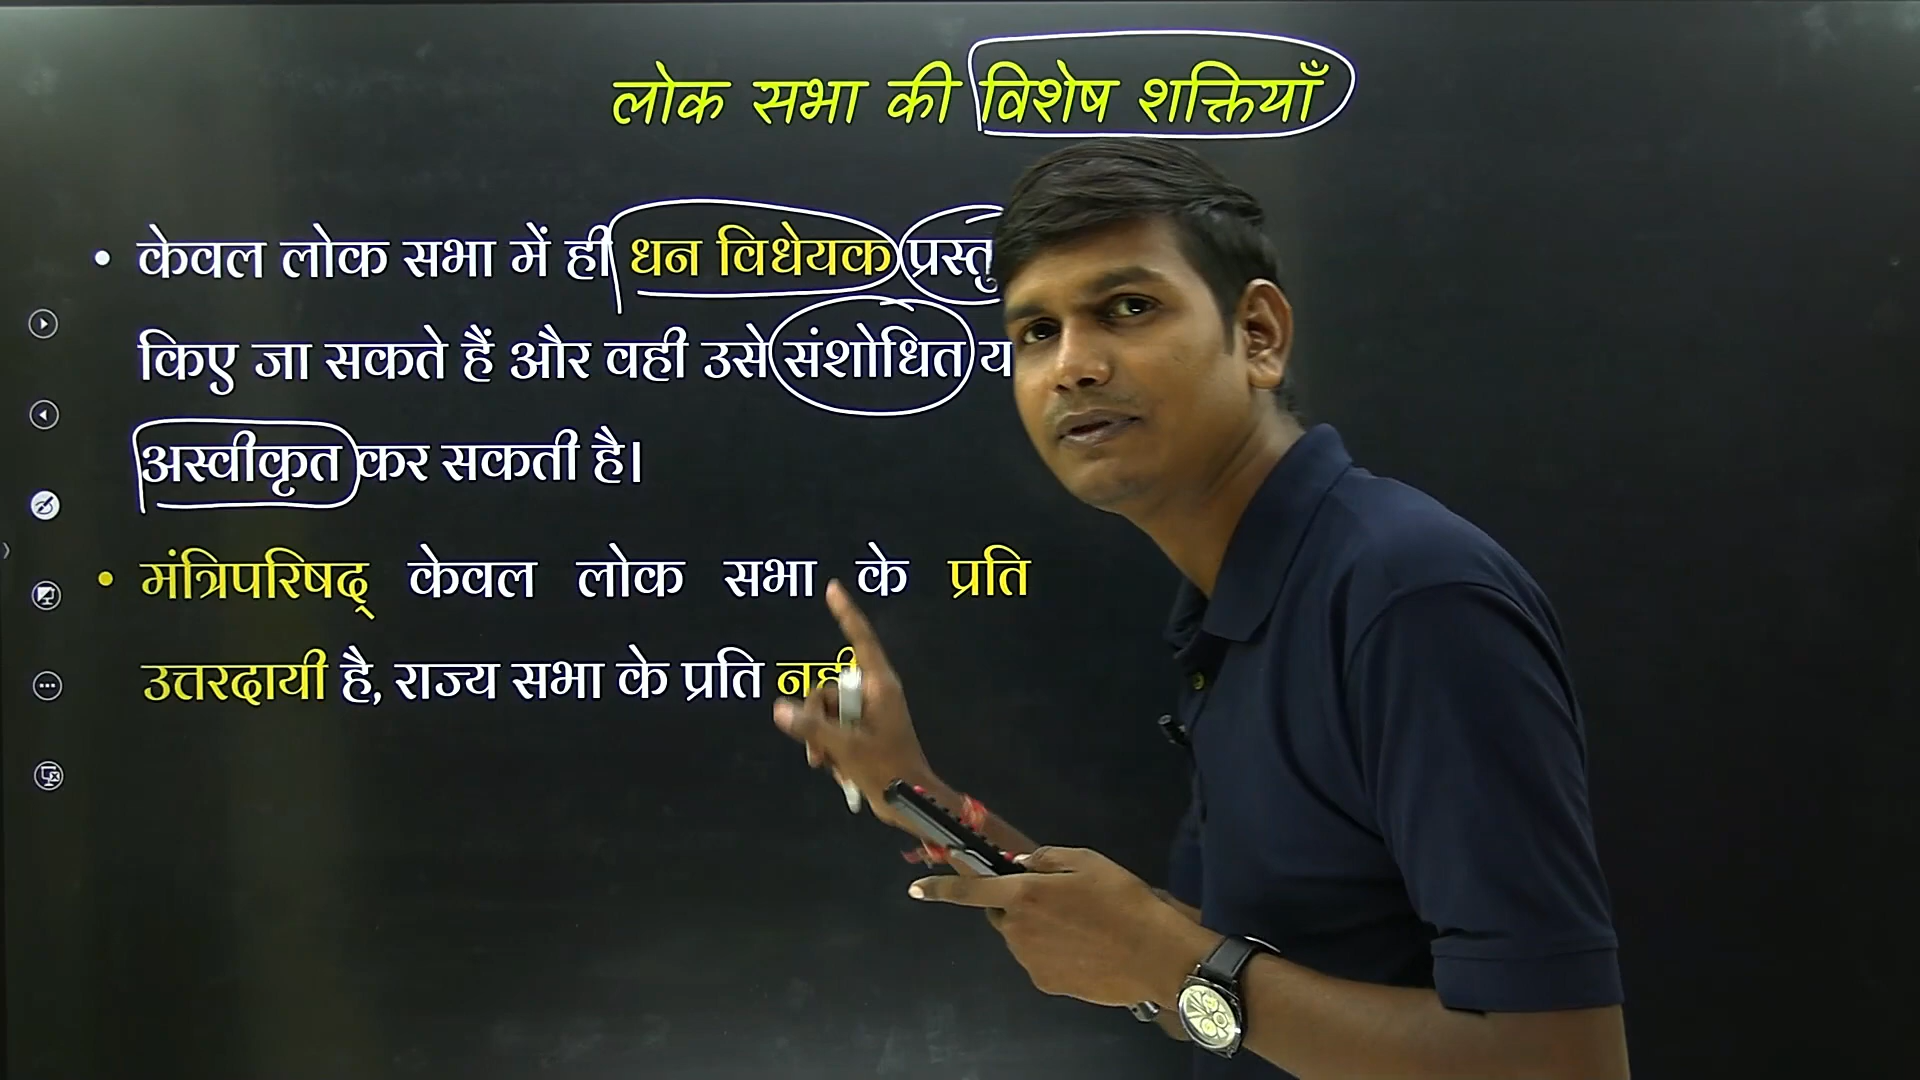 लोक सभा की विशेष शक्तियाँ
• केवल लोक सभा में ही धन विधेयक
किए जा सकते हैं और वही उसे संशोधित
अस्वीकृत कर सकती है।
• मंत्रिपरिषद् केवल लोक सभा के प्रति
उत्तरदायी है, राज्य सभा के प्रति